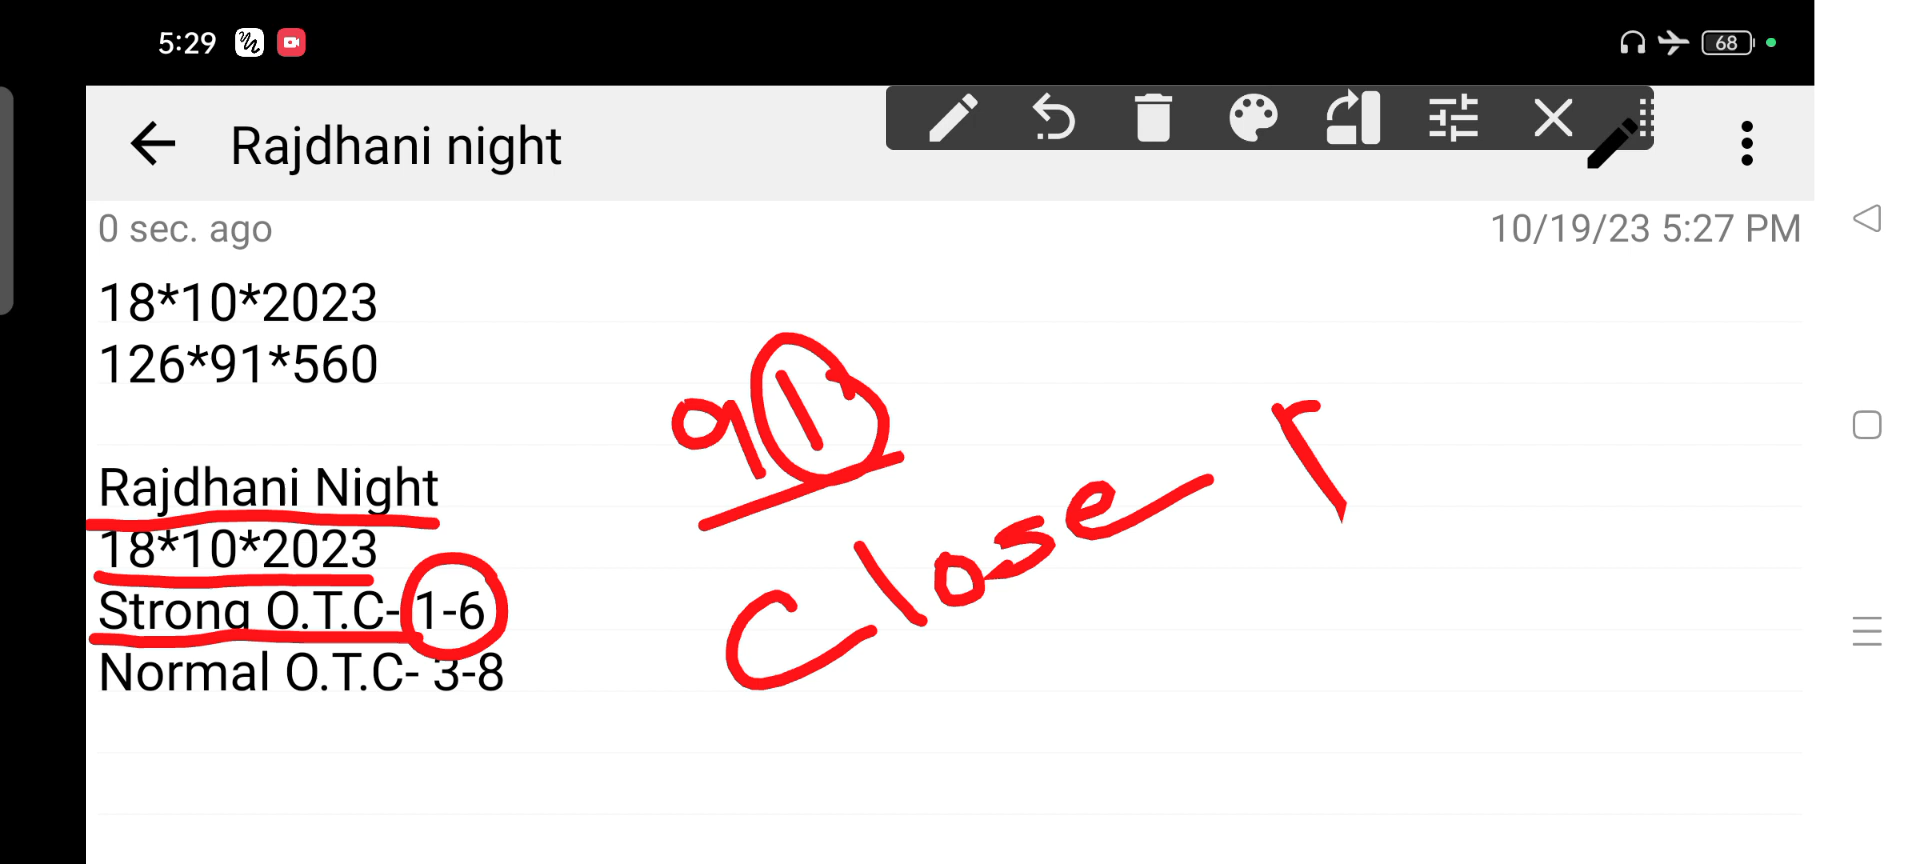 5:29
68
Rajdhani night
0 sec. ago
10/19/23 5:27 PM
18*10*2023
126*91*560
91
Rajdhani Night
18*10*2023
Strong O.T.C- 1-6
Normal O.T.C- 3-8
Close - 1